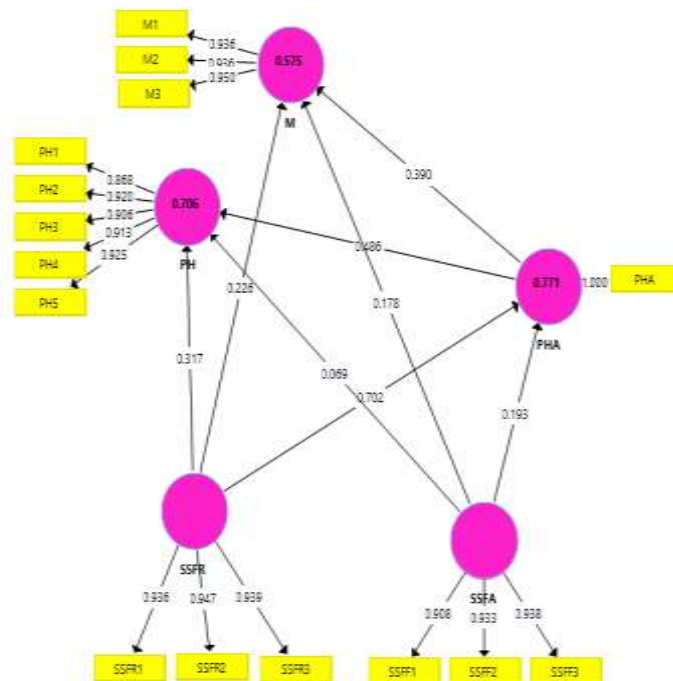 M1
0.936
M2
0.936
M3
0.950
0.575
M
PH1
0.868
PH2
0.920
PH3
0.906
PH4
0.913
PH5
0.925
0.706
PH
0.390
0.486
0.771
1.000
PHA
PHA
0.226
0.178
0.317
0.069
0.702
0.193
SSFR
SSFA
0.936
0.947
0.939
0.908
0.933
0.938
SSFR1
SSFR2
SSFR3
SSFF1
SSFF2
SSFF3